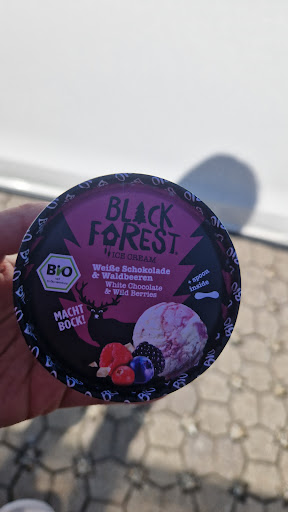 BLACK
FOREST
ICE CREAM
Weiße Schokolade
& Waldbeeren
White Chocolate
& Wild Berries
+ spoon
inside
BIO
MACHT
BOCK!